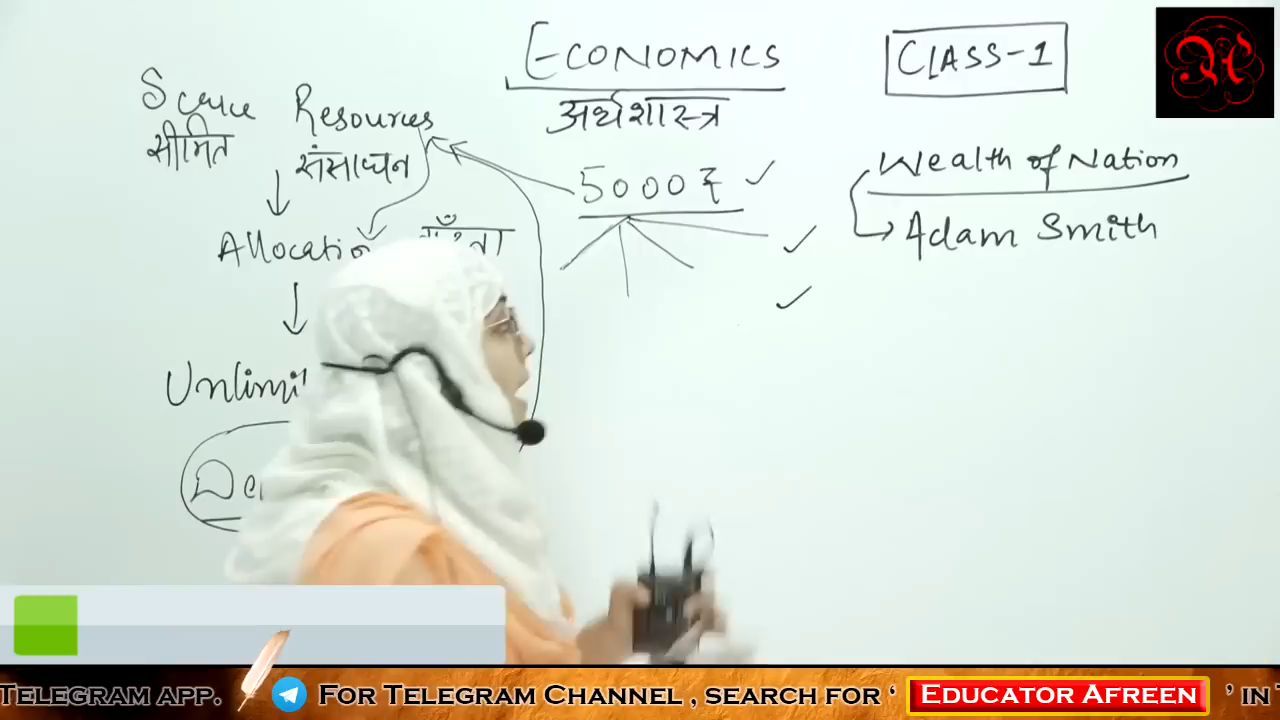 ECONOMICS
अर्थशास्त्र
CLASS-1
Scarce Resources
सीमित संसाधन
5000₹
Wealth of Nation
Adam Smith
Allocation
TELEGRAM APP.
FOR TELEGRAM CHANNEL , SEARCH FOR ‘ EDUCATOR AFREEN ’ IN